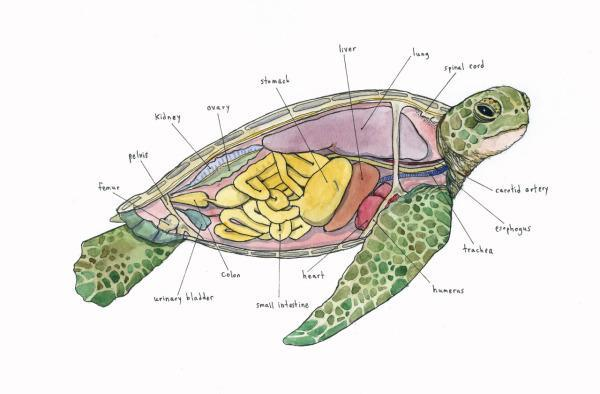 liver
lung
spinal cord
stomach
ovary
kidney
pelvis
femur
carotid artery
esophogus
trachea
humerus
heart
small intestine
colon
urinary bladder